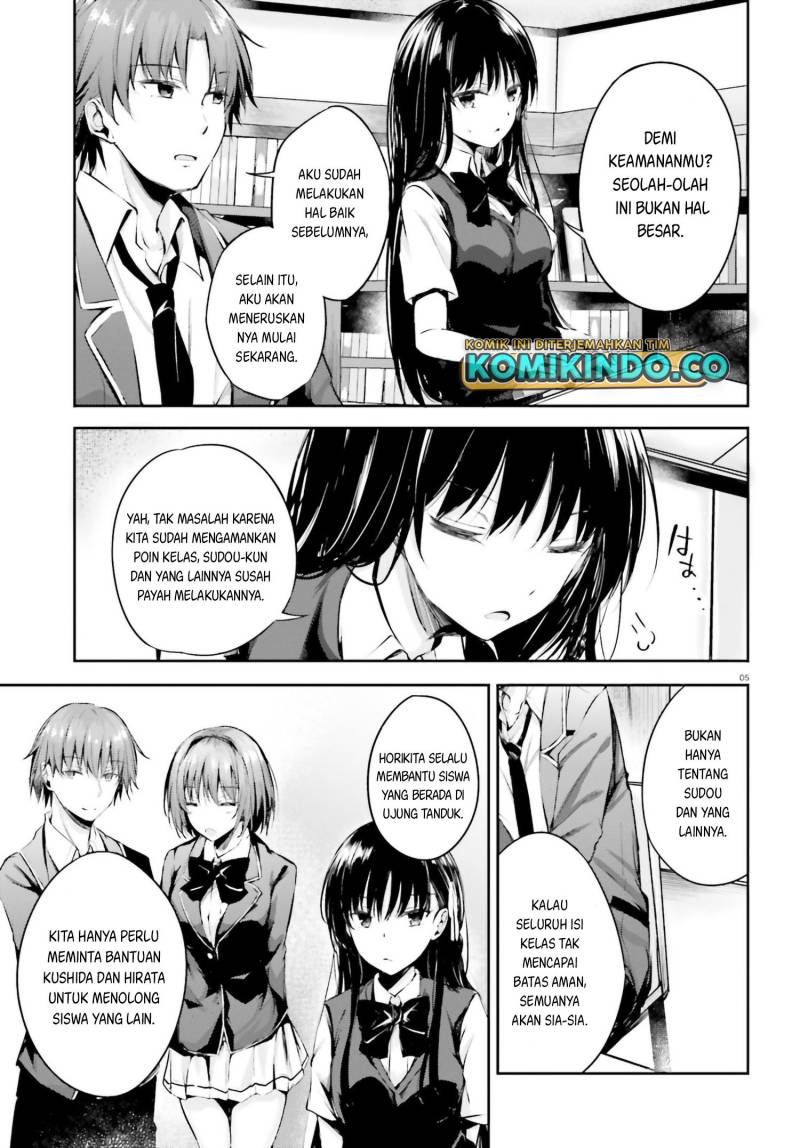 DEMI
KEAMANANMU?
SEOLAH-OLAH
INI BUKAN HAL
BESAR.
AKU SUDAH
MELAKUKAN
HAL BAIK
SEBELUMNYA,
SELAIN ITU,
AKU AKAN
MENERUSKAN
NYA MULAI
SEKARANG.
KOMIK INI DITERJEMAHKAN TIM
KOMIKINDO.CO
YAH, TAK MASALAH KARENA
KITA SUDAH MENGAMANKAN
POIN KELAS, SUDOU-KUN
DAN YANG LAINNYA SUSAH
PAYAH MELAKUKANNYA.
はぁ…
05
BUKAN
HANYA
TENTANG
SUDOU
DAN YANG
LAINNYA.
KALAU
SELURUH ISI
KELAS TAK
MENCAPAI
BATAS AMAN,
SEMUANYA
AKAN SIA-SIA.
HORIKITA SELALU
MEMBANTU SISWA
YANG BERADA DI
UJUNG TANDUK.
KITA HANYA PERLU
MEMINTA BANTUAN
KUSHIDA DAN HIRATA
UNTUK MENOLONG
SISWA YANG LAIN.